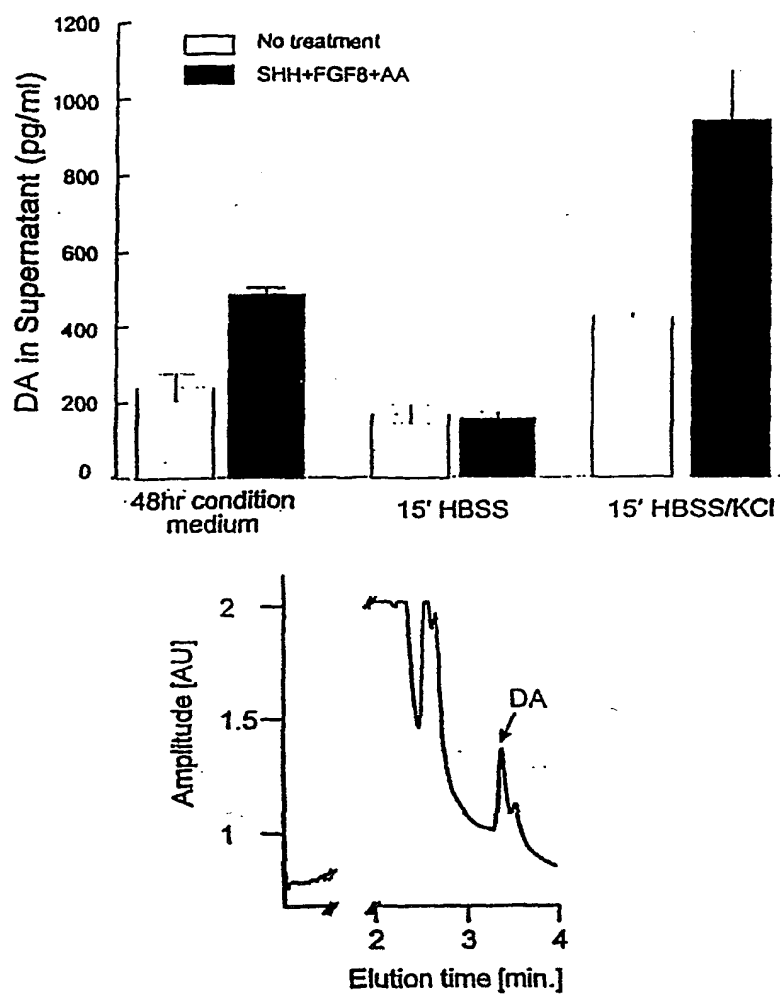 1200
1000
800
600
400
200
0
DA in Supernatant (pg/ml)
No treatment
SHH+FGF8+AA
48hr condition
medium
15' HBSS
15' HBSS/KCl
2
1.5
1
Amplitude [AU]
DA
2
3
4
Elution time [min.]